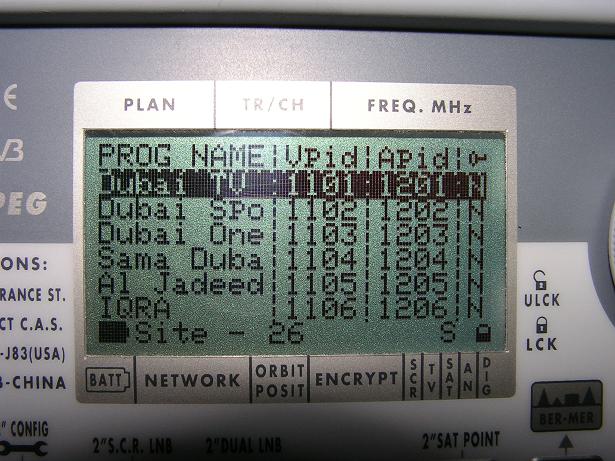 PLAN TR/CH FREQ. MHz
PROG NAME VPid APid
Dubai TV 1101 1201 N
Dubai Spo 1102 1202 N
Dubai One 1103 1203 N
Sama Duba 1104 1204 N
Al Jadeed 1105 1205 N
IQRA 1106 1206 N
Site - 26 S
BATT NETWORK ORBIT POSIT ENCRYPT SCR TV SAT AN DIG
PEG
ONS:
RANCE ST.
CT C.A.S.
-J83(USA)
B-CHINA
" CONFIG
2"S.C.R. LNB 2"DUAL LNB 2"SAT POINT
ULCK
LCK
BER-MER